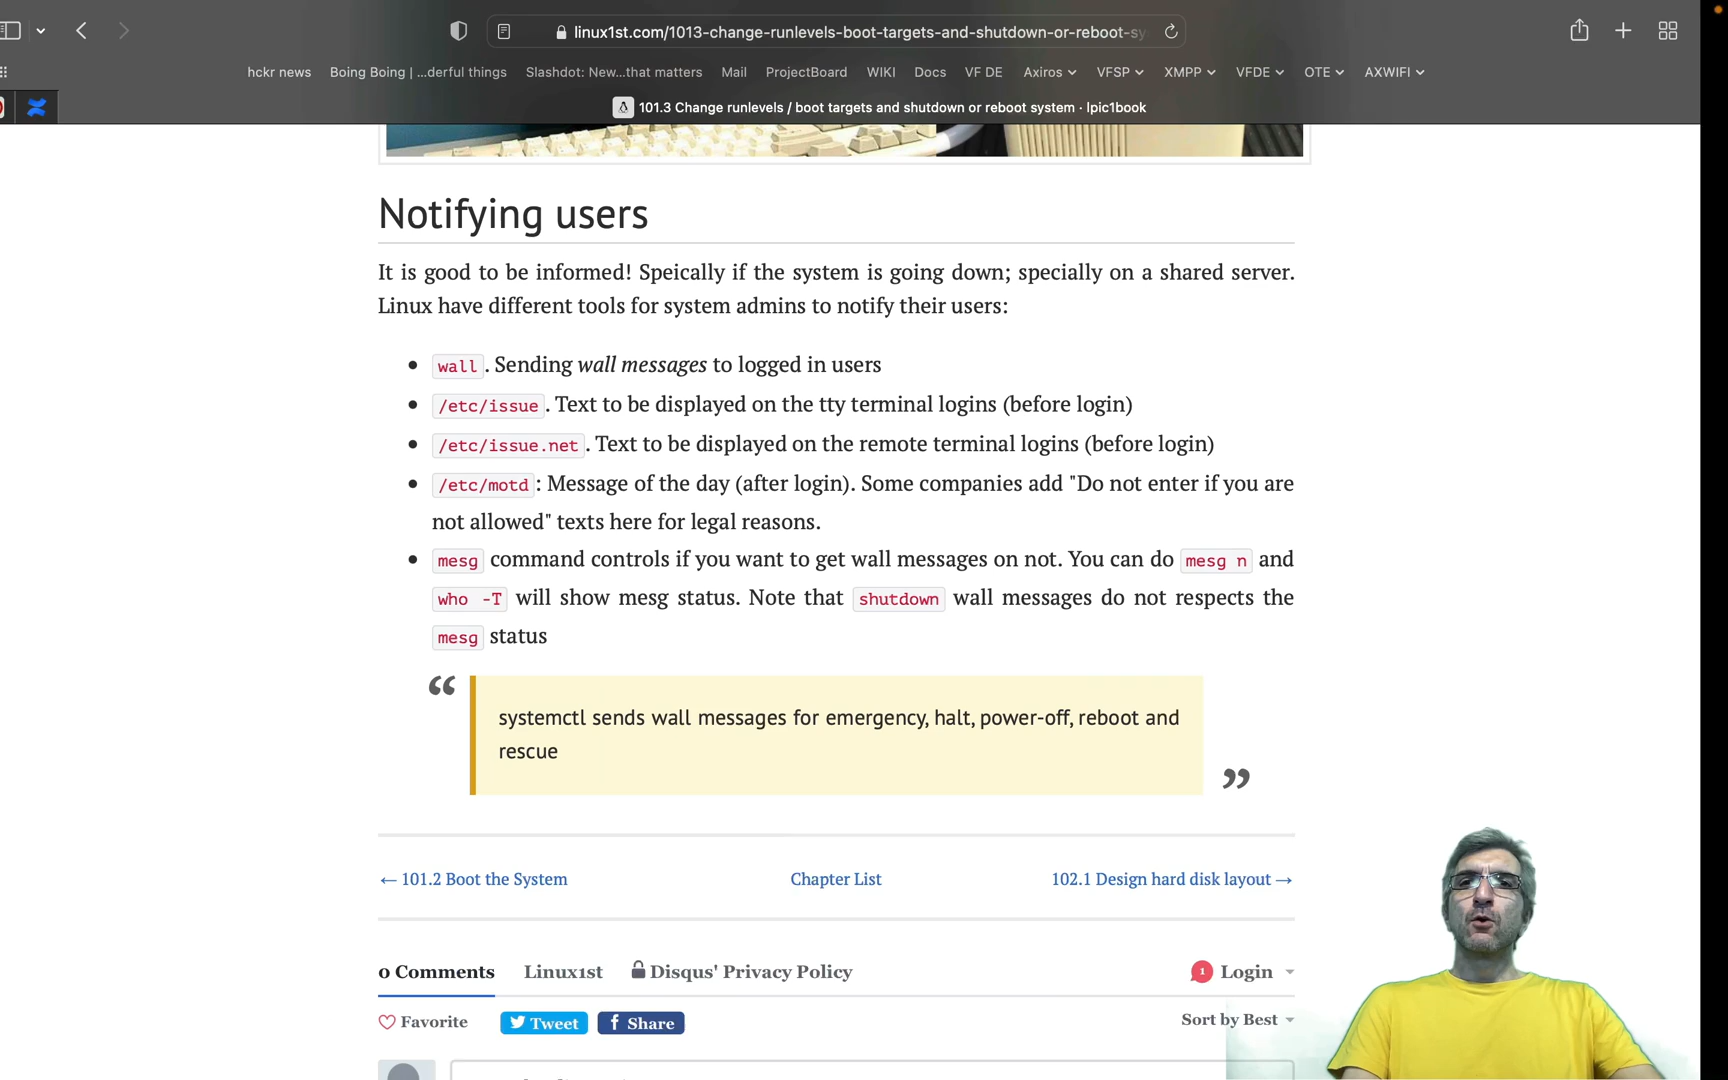 linux1st.com/1013-change-runlevels-boot-targets-and-shutdown-or-reboot-sy
hckr news Boing Boing | ...derful things Slashdot: New...that matters Mail ProjectBoard WIKI Docs VF DE Axiros VFSP XMPP VFDE OTE AXWIFI
101.3 Change runlevels / boot targets and shutdown or reboot system · lpic1book
Notifying users
It is good to be informed! Speically if the system is going down; specially on a shared server.
Linux have different tools for system admins to notify their users:
wall. Sending wall messages to logged in users
/etc/issue. Text to be displayed on the tty terminal logins (before login)
/etc/issue.net. Text to be displayed on the remote terminal logins (before login)
/etc/motd: Message of the day (after login). Some companies add "Do not enter if you are
not allowed" texts here for legal reasons.
mesg command controls if you want to get wall messages on not. You can do mesg n and
who -T will show mesg status. Note that shutdown wall messages do not respects the
mesg status
“ systemctl sends wall messages for emergency, halt, power-off, reboot and
rescue ”
← 101.2 Boot the System Chapter List 102.1 Design hard disk layout →
0 Comments Linux1st Disqus' Privacy Policy 1 Login
Favorite Tweet f Share Sort by Best